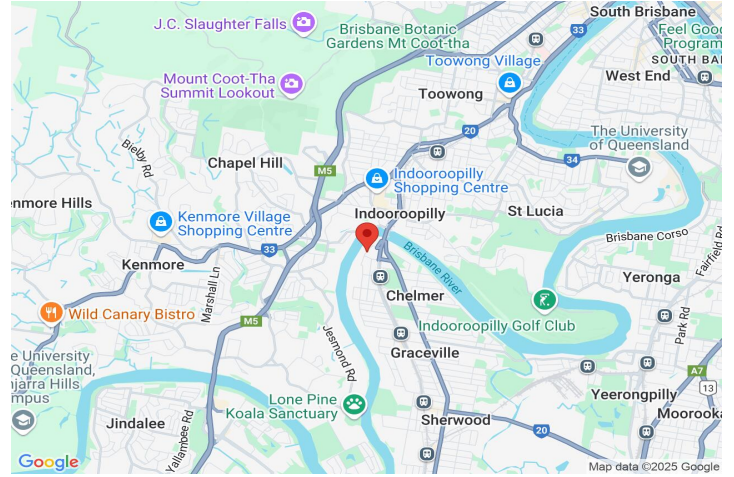 South Brisbane
J.C. Slaughter Falls
Brisbane Botanic
Gardens Mt Coot-tha
33
Feel Good
Program
SOUTH BA
Toowong Village
West End
Mount Coot-Tha
Summit Lookout
Toowong
20
The University
of Queensland
Bielby Rd
Chapel Hill
M5
34
Indooroopilly
Shopping Centre
enmore Hills
Kenmore Village
Shopping Centre
Indooroopilly
St Lucia
33
Brisbane Corso
Fairfield Rd
Kenmore
Brisbane River
Marshall Ln
Yeronga
Chelmer
Wild Canary Bistro
M5
Indooroopilly Golf Club
Park Rd
Jesmond Rd
Graceville
e University
Queensland,
njarra Hills
mpus
A7
13
Lone Pine
Koala Sanctuary
Yeerongpilly
Moorooka
Jindalee
Yallambee Rd
Sherwood
20
Google
Map data ©2025 Google